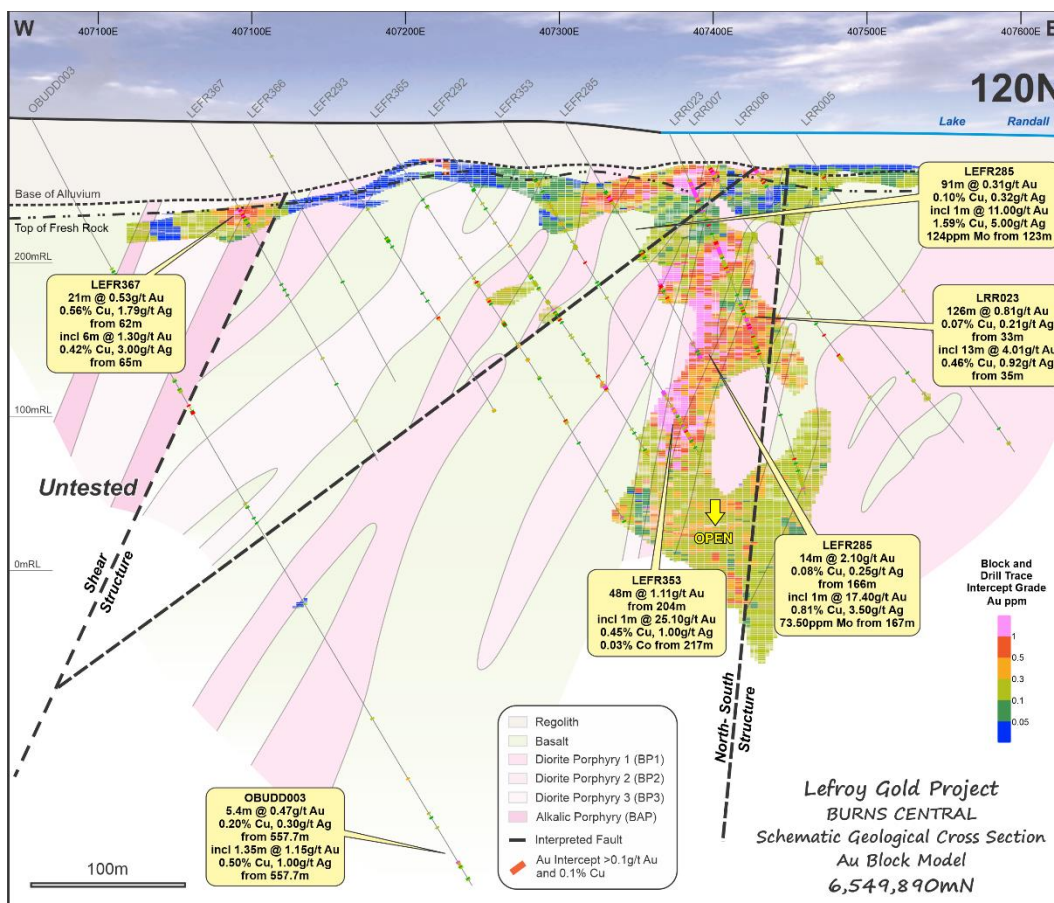 W
407100E
407100E
407200E
407300E
407400E
407500E
407600E
E
OBUDD003
LEFR367
LEFR366
LEFR293
LEFR365
LEFR292
LEFR353
LEFR285
LRR023
LRR007
LRR006
LRR005
120N
Lake Randall
Base of Alluvium
Top of Fresh Rock
200mRL
100mRL
0mRL
LEFR285
91m @ 0.31g/t Au
0.10% Cu, 0.32g/t Ag
incl 1m @ 11.00g/t Au
1.59% Cu, 5.00g/t Ag
124ppm Mo from 123m
LEFR367
21m @ 0.53g/t Au
0.56% Cu, 1.79g/t Ag
from 62m
incl 6m @ 1.30g/t Au
0.42% Cu, 3.00g/t Ag
from 65m
LRR023
126m @ 0.81g/t Au
0.07% Cu, 0.21g/t Ag
from 33m
incl 13m @ 4.01g/t Au
0.46% Cu, 0.92g/t Ag
from 35m
Untested
Shear
Structure
OPEN
LEFR353
48m @ 1.11g/t Au
from 204m
incl 1m @ 25.10g/t Au
0.45% Cu, 1.00g/t Ag
0.03% Co from 217m
LEFR285
14m @ 2.10g/t Au
0.08% Cu, 0.25g/t Ag
from 166m
incl 1m @ 17.40g/t Au
0.81% Cu, 3.50g/t Ag
73.50ppm Mo from 167m
North- South
Structure
Block and
Drill Trace
Intercept Grade
Au ppm
1
0.5
0.3
0.1
0.05
Regolith
Basalt
Diorite Porphyry 1 (BP1)
Diorite Porphyry 2 (BP2)
Diorite Porphyry 3 (BP3)
Alkalic Porphyry (BAP)
Interpreted Fault
Au Intercept >0.1g/t Au
and 0.1% Cu
OBUDD003
5.4m @ 0.47g/t Au
0.20% Cu, 0.30g/t Ag
from 557.7m
incl 1.35m @ 1.15g/t Au
0.50% Cu, 1.00g/t Ag
from 557.7m
100m
Lefroy Gold Project
BURNS CENTRAL
Schematic Geological Cross Section
Au Block Model
6,549,890mN